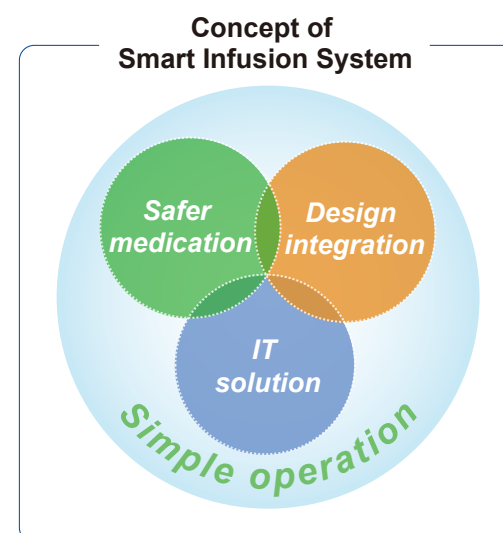 Concept of
Smart Infusion System
Safer
medication
Design
integration
IT
solution
Simple operation